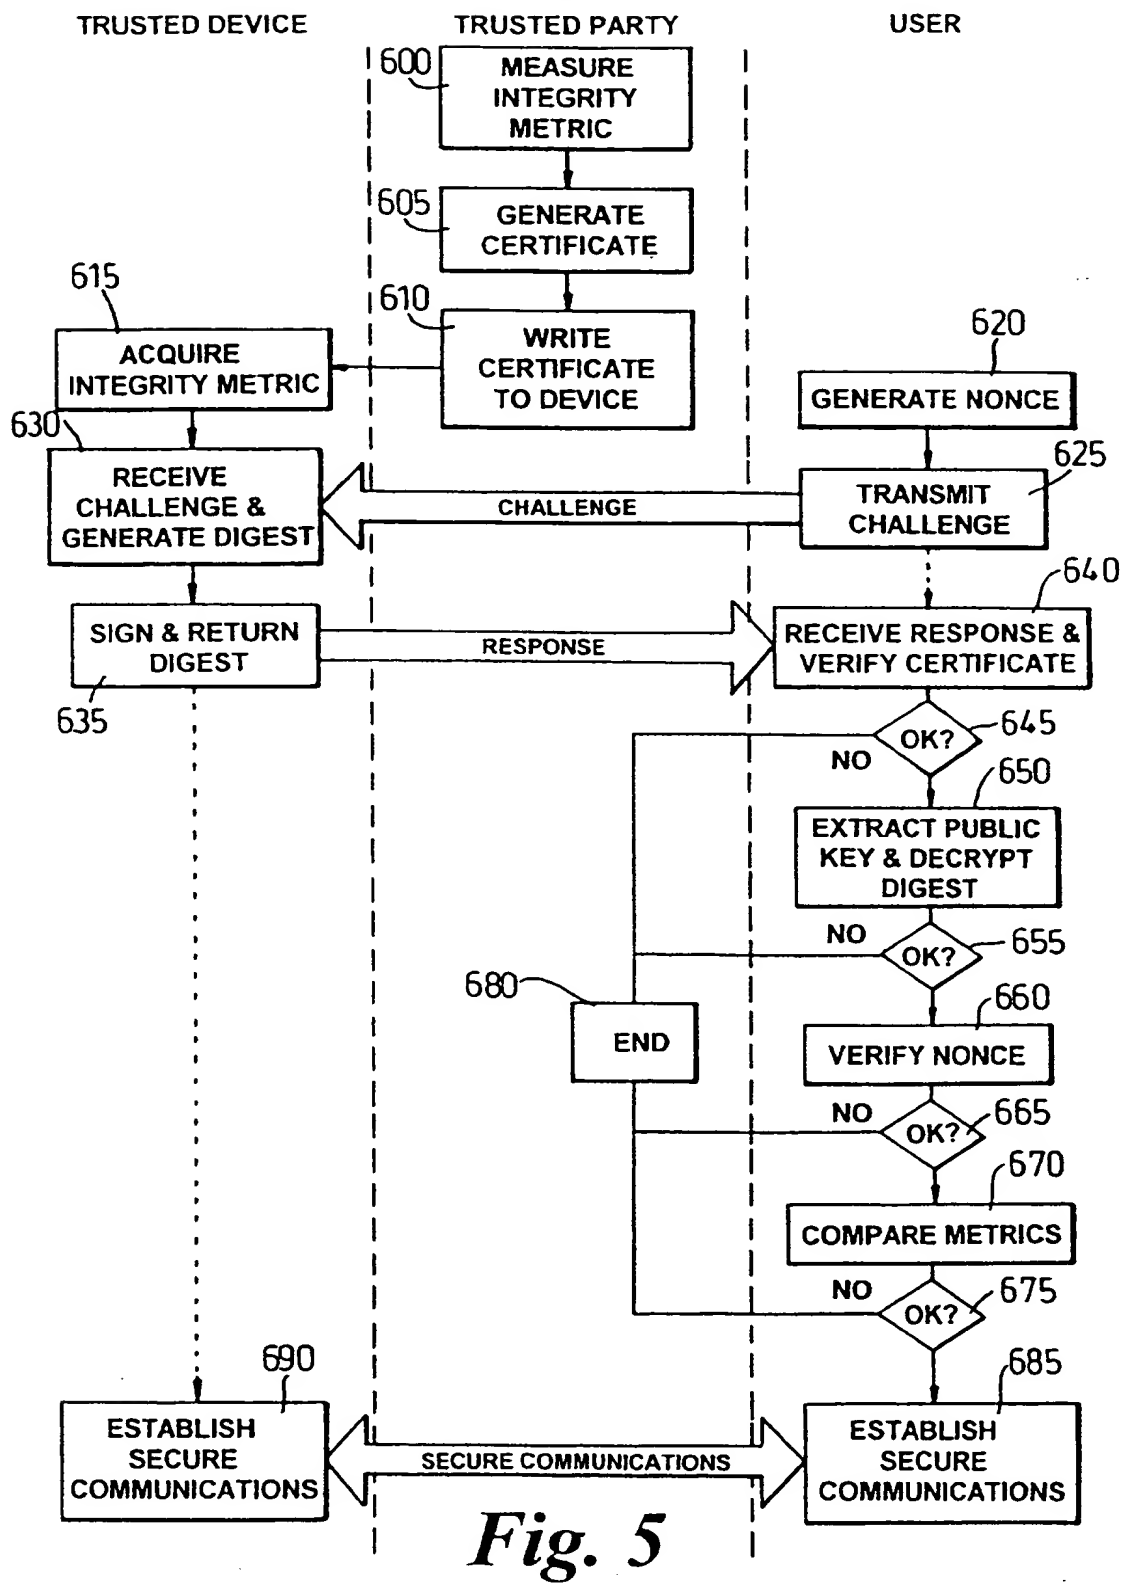 TRUSTED DEVICE
TRUSTED PARTY
USER
600
MEASURE
INTEGRITY
METRIC
605
GENERATE
CERTIFICATE
610
WRITE
CERTIFICATE
TO DEVICE
615
ACQUIRE
INTEGRITY METRIC
620
GENERATE NONCE
630
RECEIVE
CHALLENGE &
GENERATE DIGEST
CHALLENGE
625
TRANSMIT
CHALLENGE
SIGN & RETURN
DIGEST
635
RESPONSE
640
RECEIVE RESPONSE &
VERIFY CERTIFICATE
OK?
645
NO
650
EXTRACT PUBLIC
KEY & DECRYPT
DIGEST
NO
OK?
655
680
END
660
VERIFY NONCE
NO
OK?
665
670
COMPARE METRICS
NO
OK?
675
690
ESTABLISH
SECURE
COMMUNICATIONS
SECURE COMMUNICATIONS
685
ESTABLISH
SECURE
COMMUNICATIONS
Fig. 5